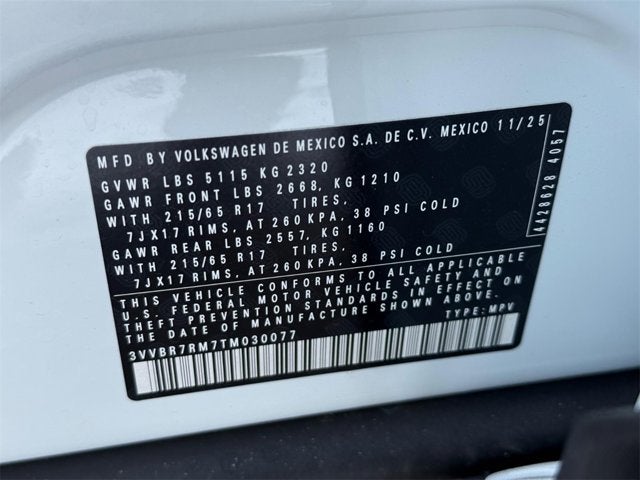 MFD BY VOLKSWAGEN DE MEXICO S.A. DE C.V. MEXICO 11/25
GVWR LBS 5115 KG 2320
GAWR FRONT LBS 2668, KG 1210
WITH 215/65 R17 TIRES,
7JX17 RIMS, AT 260 KPA, 38 PSI COLD
GAWR REAR LBS 2557, KG 1160
WITH 215/65 R17 TIRES,
7JX17 RIMS, AT 260 KPA, 38 PSI COLD
THIS VEHICLE CONFORMS TO ALL APPLICABLE
U.S. FEDERAL MOTOR VEHICLE SAFETY AND
THEFT PREVENTION STANDARDS IN EFFECT ON
THE DATE OF MANUFACTURE SHOWN ABOVE.
TYPE: MPV
3VVBR7RM7TM030077
4428628 4057